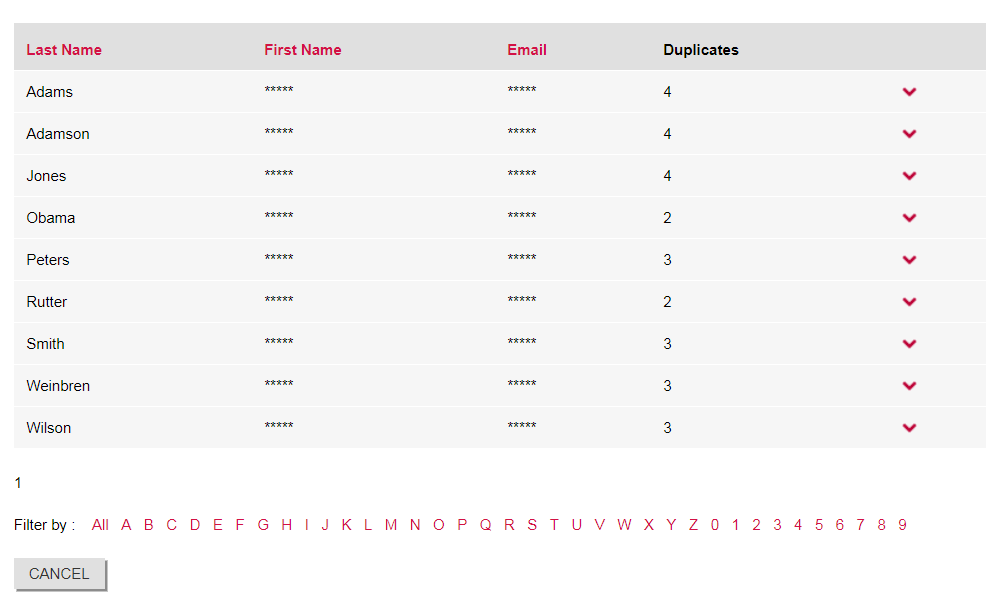 Last Name First Name Email Duplicates
Adams ***** ***** 4
Adamson ***** ***** 4
Jones ***** ***** 4
Obama ***** ***** 2
Peters ***** ***** 3
Rutter ***** ***** 2
Smith ***** ***** 3
Weinbren ***** ***** 3
Wilson ***** ***** 3
1
Filter by : All A B C D E F G H I J K L M N O P Q R S T U V W X Y Z 0 1 2 3 4 5 6 7 8 9
CANCEL